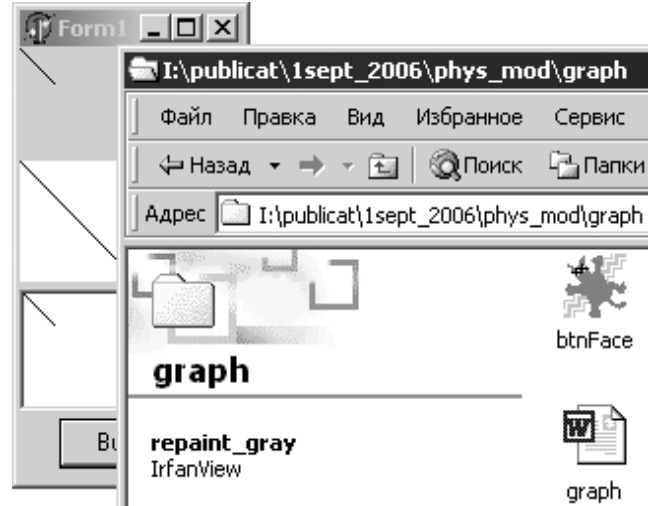 Form1
I:\publicat\1sept_2006\phys_mod\graph
Файл Правка Вид Избранное Сервис
Назад Поиск Папки
Адрес I:\publicat\1sept_2006\phys_mod\graph
btnFace
graph
repaint_gray
IrfanView
graph